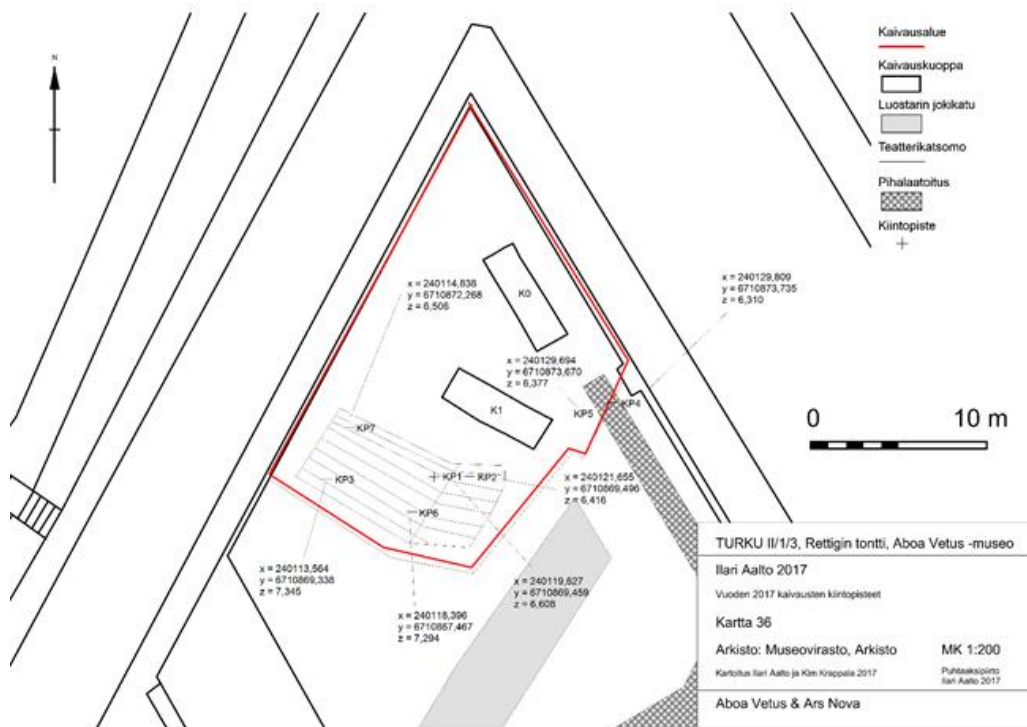 N
Kaivausalue
Kaivauskuoppa
Luostarin jokikatu
Teatterikatsomo
Pihalaatoitus
Kiintopiste
x = 240129,809
y = 6710873,735
z = 6,310
x = 240114,838
y = 6710872,268
z = 6,506
K0
x = 240129,694
y = 6710873,670
z = 6,377
K1
KP5
KP4
0 10 m
KP7
KP3
KP1
KP2
x = 240121,655
y = 6710869,496
z = 6,416
KP6
x = 240113,564
y = 6710869,338
z = 7,345
x = 240119,627
y = 6710869,459
z = 6,608
x = 240118,396
y = 6710867,467
z = 7,294
TURKU II/1/3, Rettigin tontti, Aboa Vetus -museo
Ilari Aalto 2017
Vuoden 2017 kaivausten kiintopisteet
Kartta 36
Arkisto: Museovirasto, Arkisto MK 1:200
Kartoitus Ilari Aalto ja Kim Krappala 2017
Puhtaaksipiirto
Ilari Aalto 2017
Aboa Vetus & Ars Nova